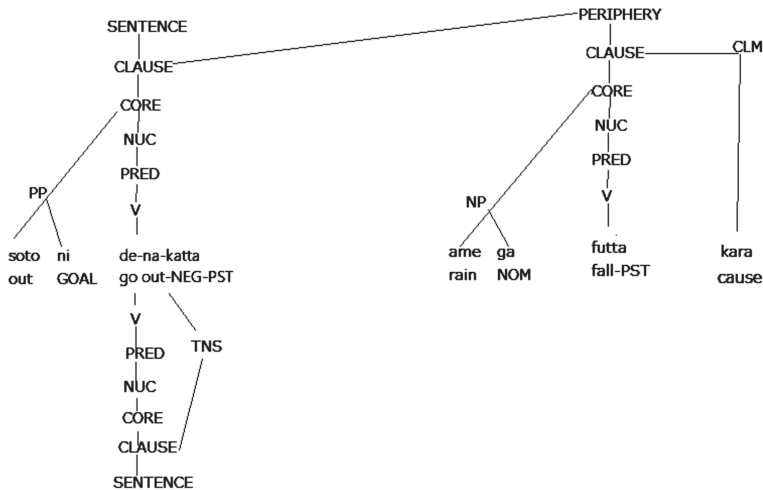 SENTENCE PERIPHERY
CLAUSE CLAUSE CLM
CORE CORE
NUC NUC
PRED PRED
PP V NP V
soto ni de-na-katta ame ga futta kara
out GOAL go out-NEG-PST rain NOM fall-PST cause
V
PRED TNS
NUC
CORE
CLAUSE
SENTENCE